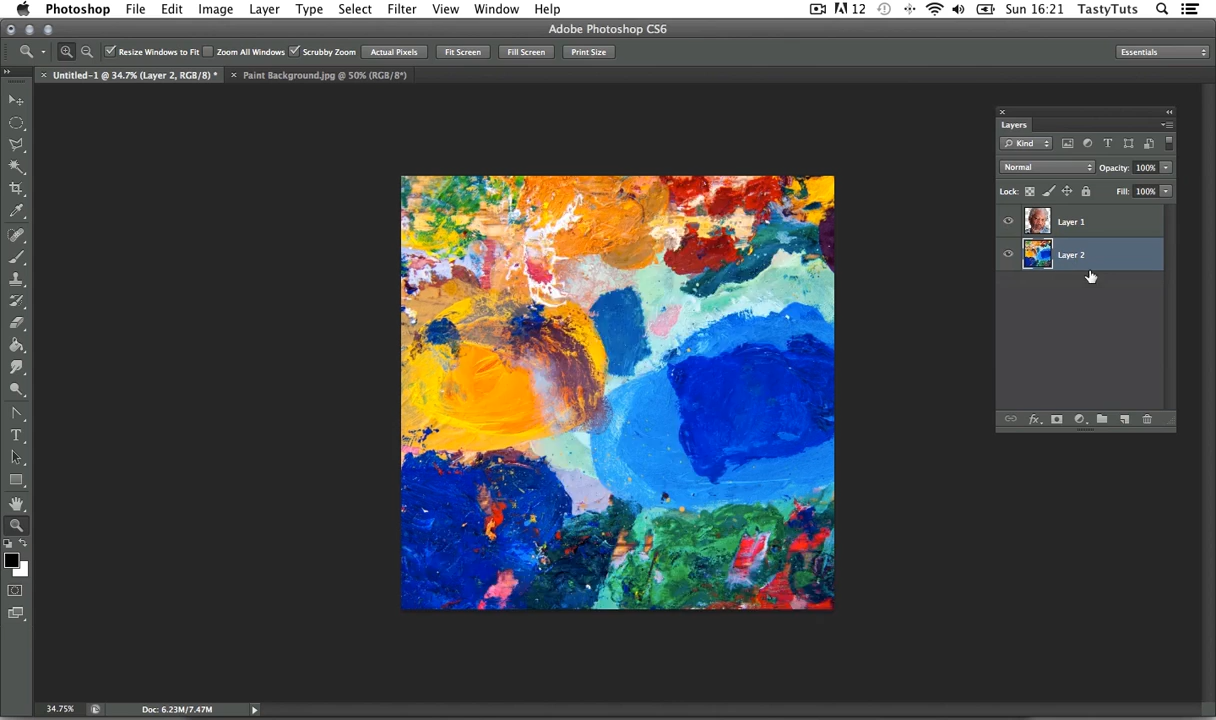 Photoshop File Edit Image Layer Type Select Filter View Window Help 12 Sun 16:21 TastyTuts
Adobe Photoshop CS6
Resize Windows to Fit Zoom All Windows Scrubby Zoom Actual Pixels Fit Screen Fill Screen Print Size Essentials
Untitled-1 @ 34.7% (Layer 2, RGB/8) * Paint Background.jpg @ 50% (RGB/8*)
Layers
Kind
Normal Opacity: 100%
Lock: Fill: 100%
Layer 1
Layer 2
fx
34.75% Doc: 6.23M/7.47M